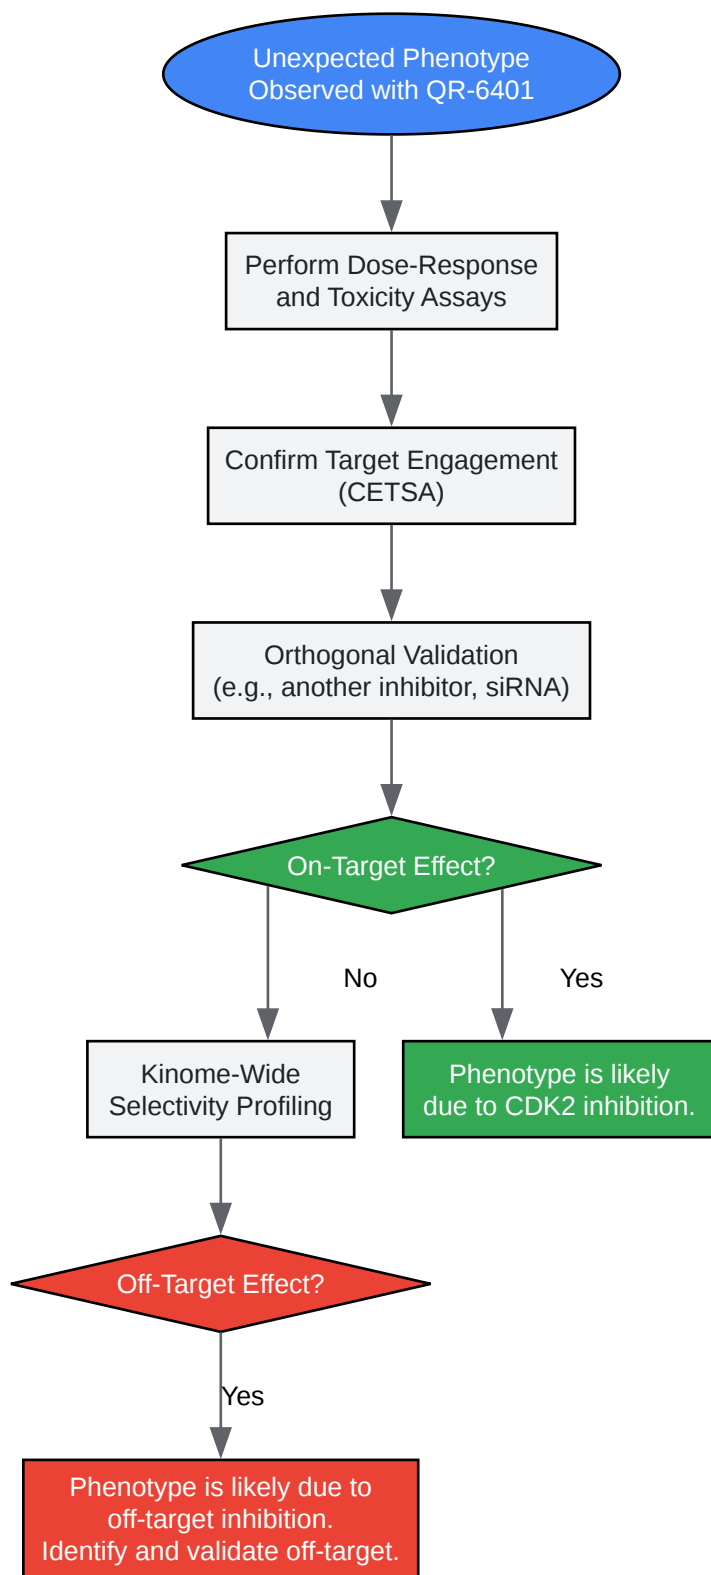 Unexpected Phenotype
Observed with QR-6401
Perform Dose-Response
and Toxicity Assays
Confirm Target Engagement
(CETSA)
Orthogonal Validation
(e.g., another inhibitor, siRNA)
On-Target Effect?
No
Yes
Kinome-Wide
Selectivity Profiling
Phenotype is likely
due to CDK2 inhibition.
Off-Target Effect?
Yes
Phenotype is likely due to
off-target inhibition.
Identify and validate off-target.